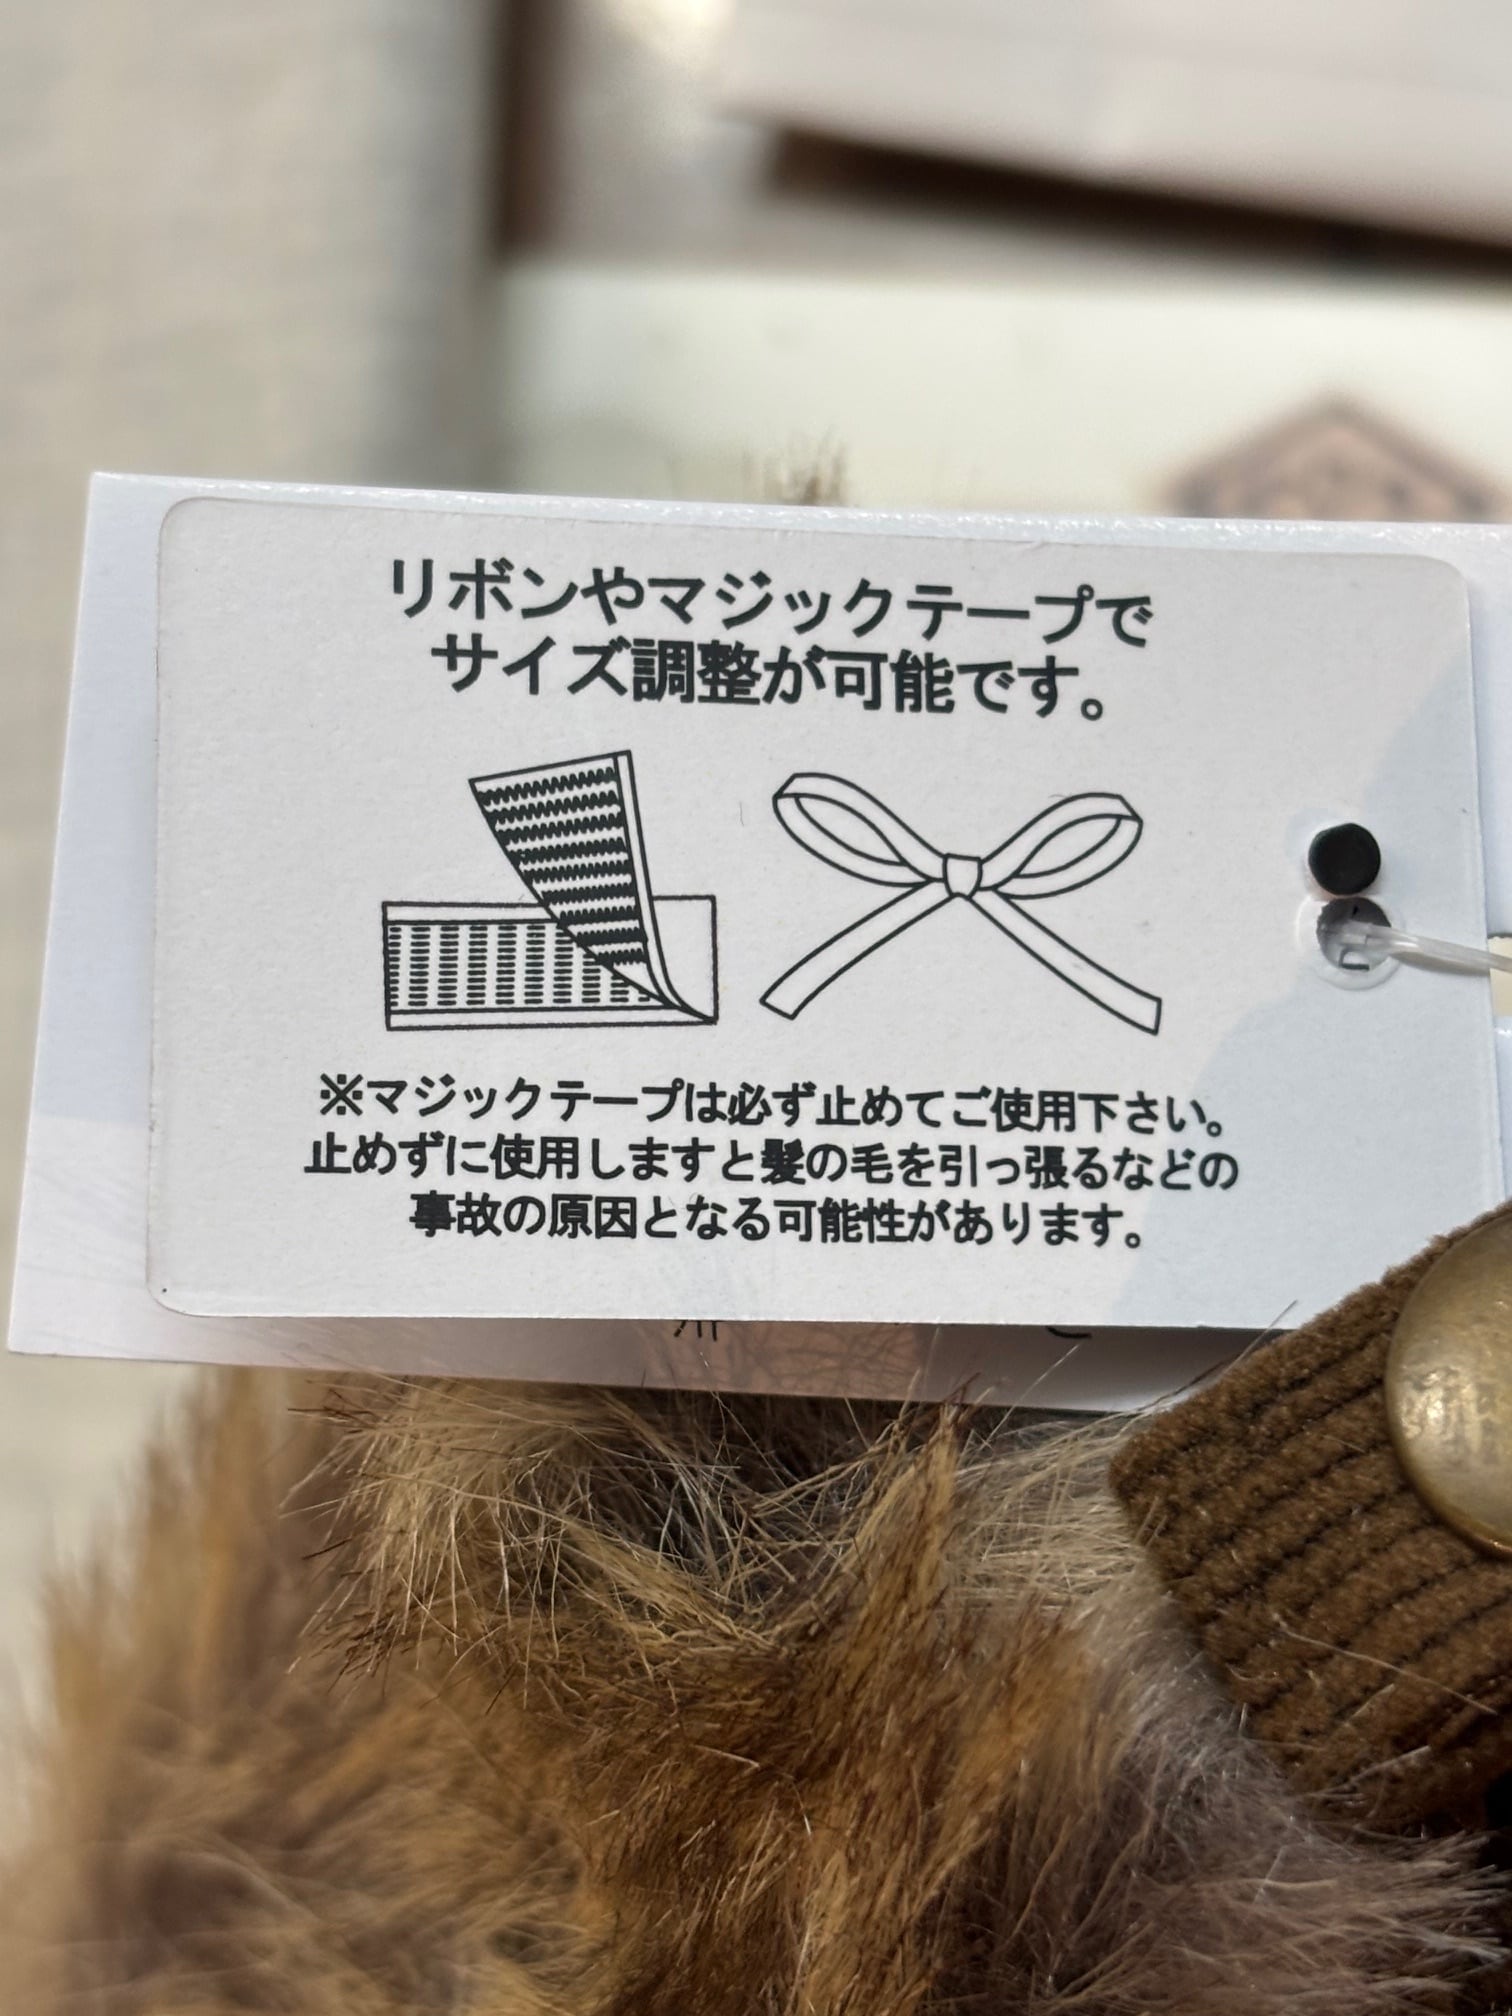 リボンやマジックテープで
サイズ調整が可能です。
※マジックテープは必ず止めてご使用下さい。
止めずに使用しますと髪の毛を引っ張るなどの
事故の原因となる可能性があります。